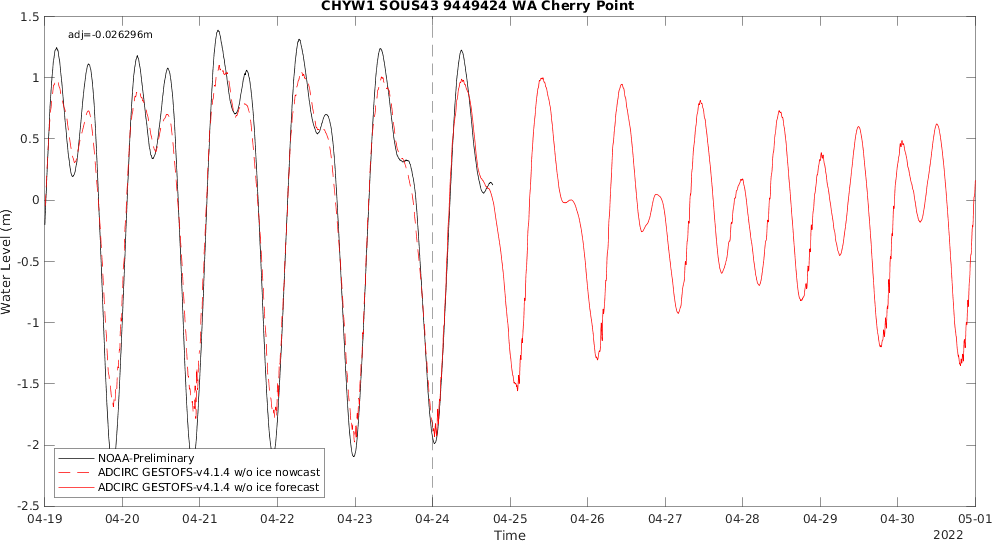 CHYW1 SOUS43 9449424 WA Cherry Point
adj=-0.026296m
1.5
1
0.5
0
-0.5
-1
-1.5
-2
-2.5
Water Level (m)
NOAA-Preliminary
ADCIRC GESTOFS-v4.1.4 w/o ice nowcast
ADCIRC GESTOFS-v4.1.4 w/o ice forecast
04-19 04-20 04-21 04-22 04-23 04-24 04-25 04-26 04-27 04-28 04-29 04-30 05-01
Time
2022